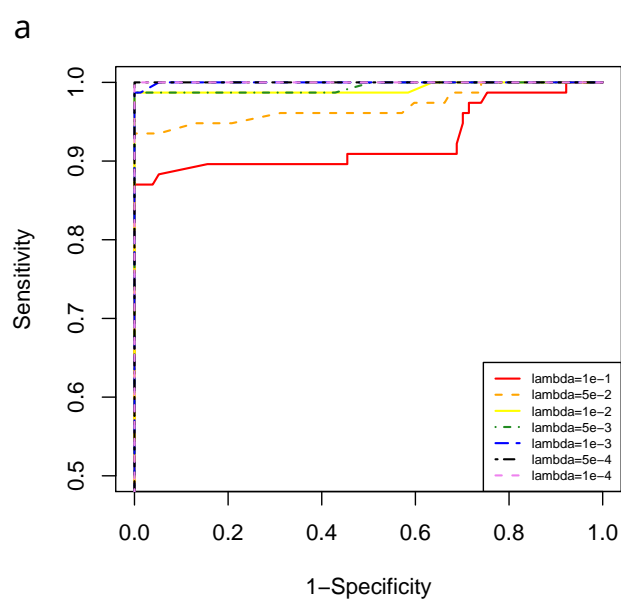 a
Sensitivity
1.0
0.9
0.8
0.7
0.6
0.5
lambda=1e−1
lambda=5e−2
lambda=1e−2
lambda=5e−3
lambda=1e−3
lambda=5e−4
lambda=1e−4
0.0 0.2 0.4 0.6 0.8 1.0
1−Specificity